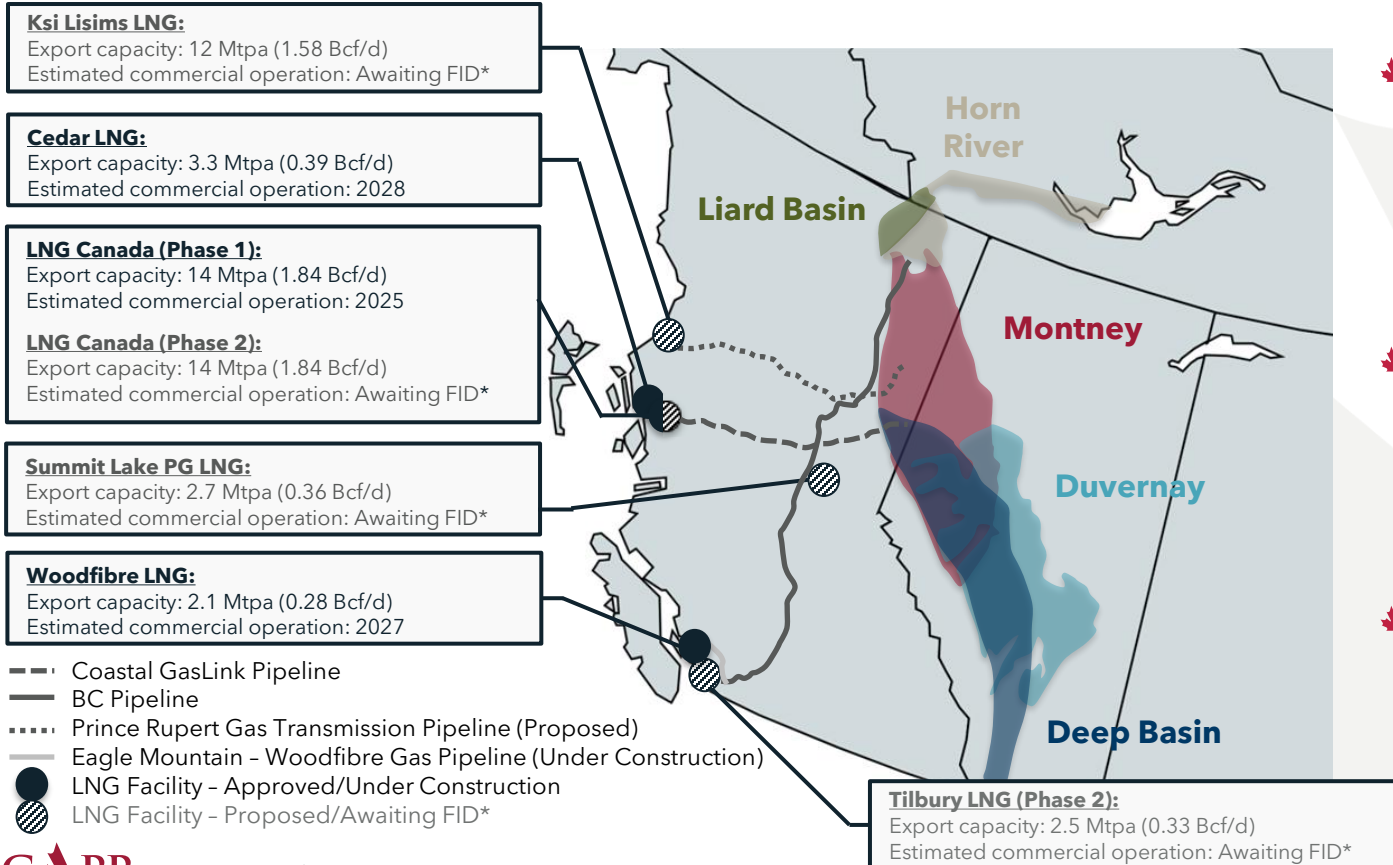 Ksi Lisims LNG:
Export capacity: 12 Mtpa (1.58 Bcf/d)
Estimated commercial operation: Awaiting FID*
Cedar LNG:
Export capacity: 3.3 Mtpa (0.39 Bcf/d)
Estimated commercial operation: 2028
LNG Canada (Phase 1):
Export capacity: 14 Mtpa (1.84 Bcf/d)
Estimated commercial operation: 2025
LNG Canada (Phase 2):
Export capacity: 14 Mtpa (1.84 Bcf/d)
Estimated commercial operation: Awaiting FID*
Summit Lake PG LNG:
Export capacity: 2.7 Mtpa (0.36 Bcf/d)
Estimated commercial operation: Awaiting FID*
Woodfibre LNG:
Export capacity: 2.1 Mtpa (0.28 Bcf/d)
Estimated commercial operation: 2027
Horn
River
Liard Basin
Montney
Duvernay
Deep Basin
Coastal GasLink Pipeline
BC Pipeline
Prince Rupert Gas Transmission Pipeline (Proposed)
Eagle Mountain – Woodfibre Gas Pipeline (Under Construction)
LNG Facility – Approved/Under Construction
LNG Facility – Proposed/Awaiting FID*
Tilbury LNG (Phase 2):
Export capacity: 2.5 Mtpa (0.33 Bcf/d)
Estimated commercial operation: Awaiting FID*